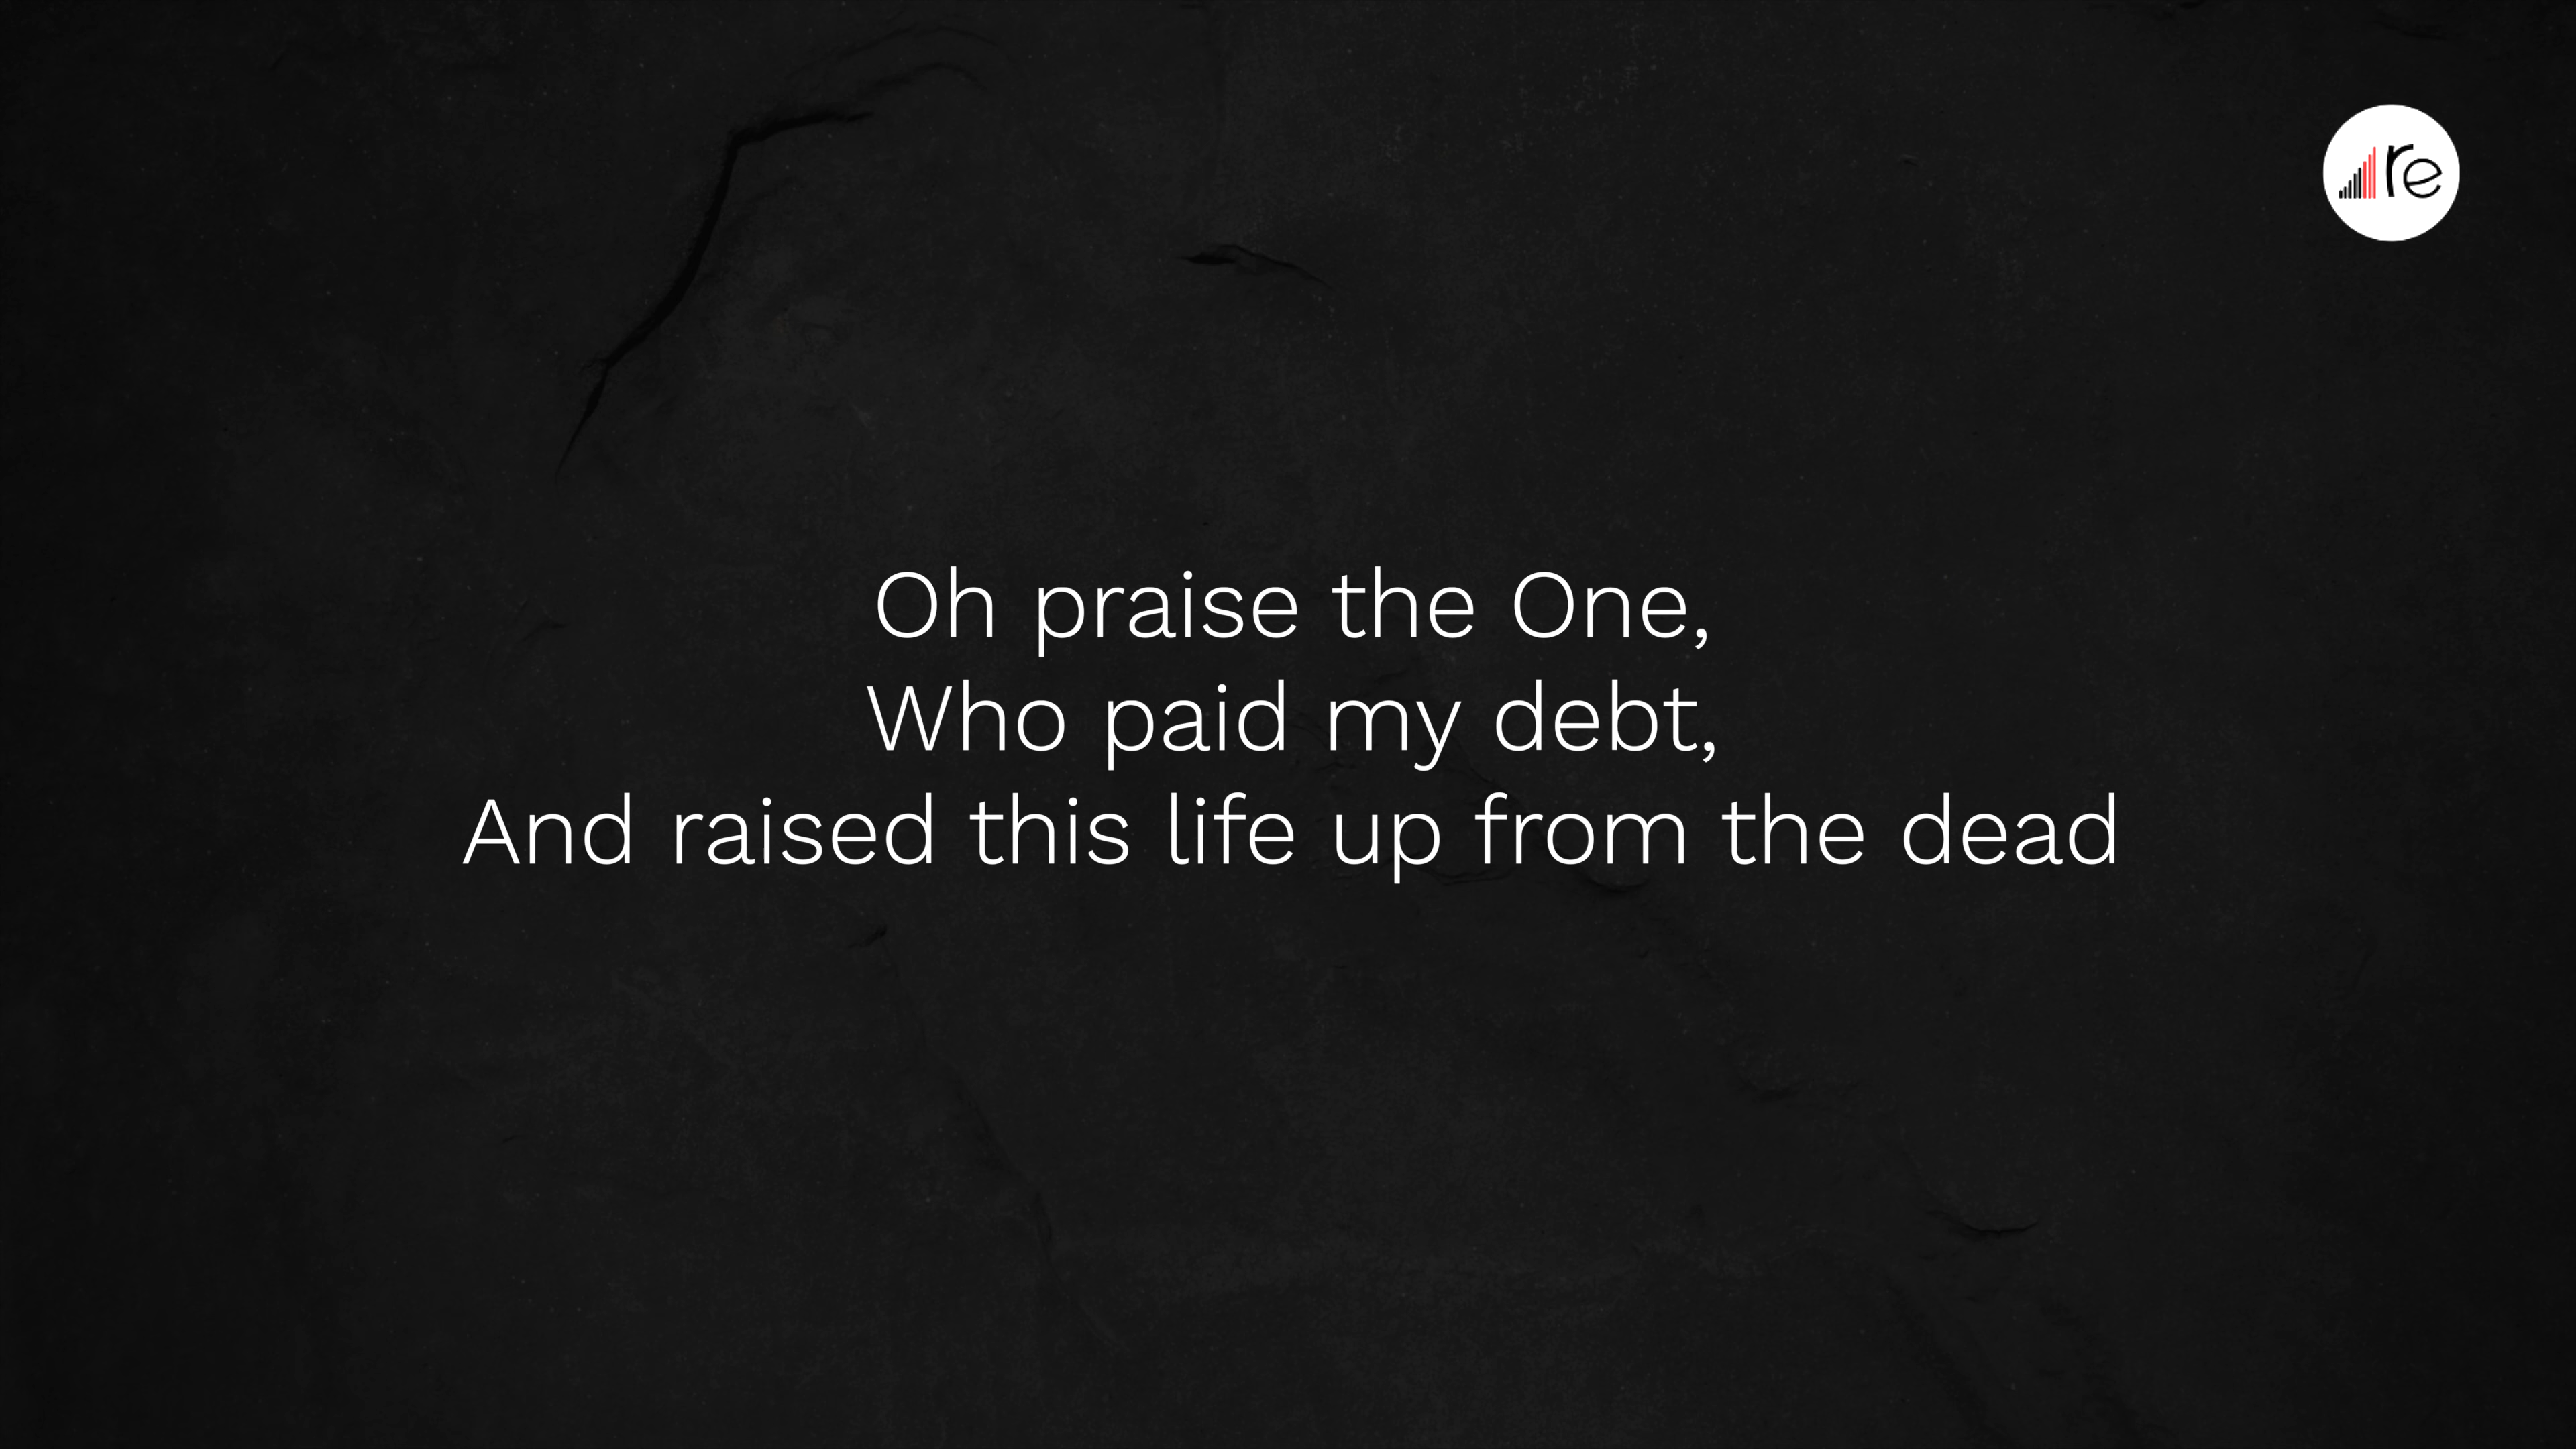 re
Oh praise the One,
Who paid my debt,
And raised this life up from the dead